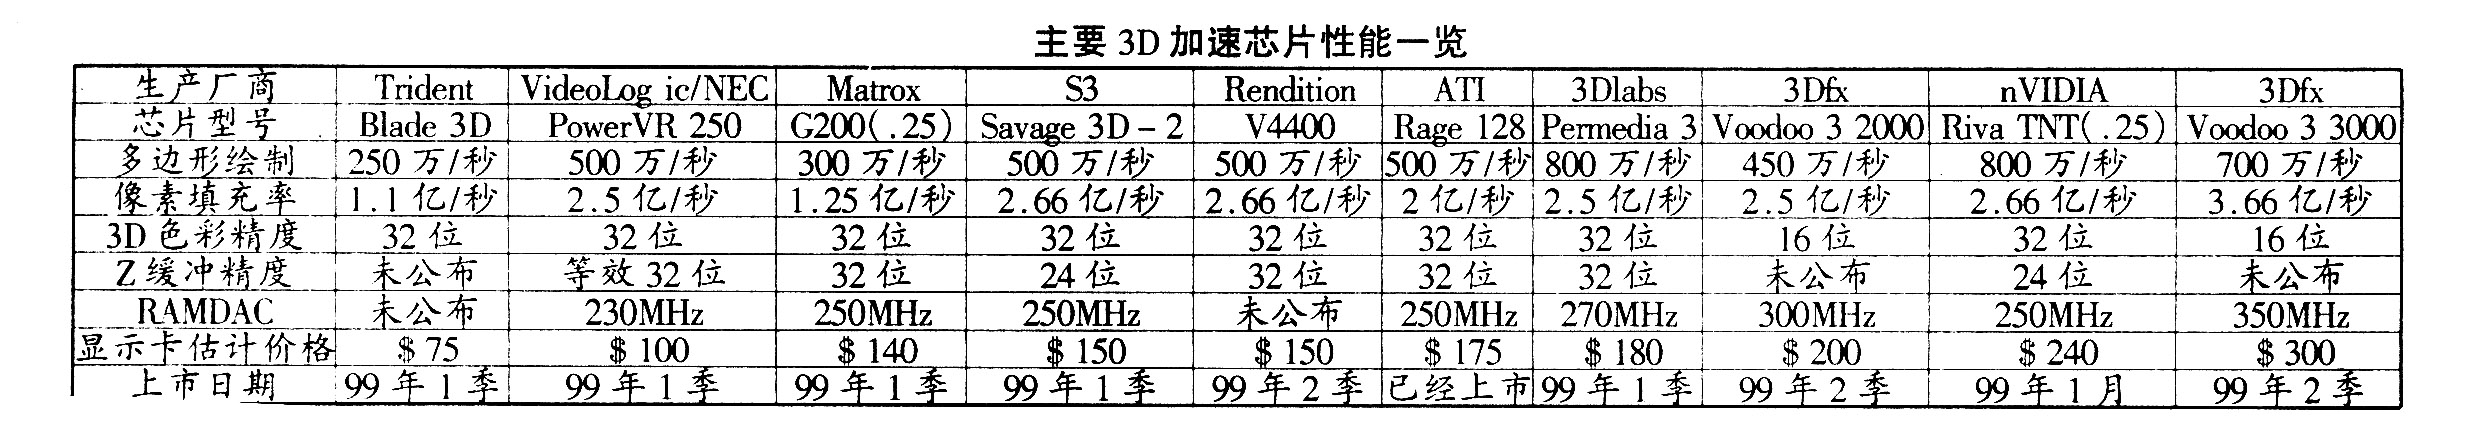 主要 3D 加速芯片性能一览
生产厂商 Trident VideoLog ic/NEC Matrox S3 Rendition ATI 3Dlabs 3Dfx nVIDIA 3Dfx
芯片型号 Blade 3D PowerVR 250 G200(.25) Savage 3D-2 V4400 Rage 128 Permedia 3 Voodoo 3 2000 Riva TNT(.25) Voodoo 3 3000
多边形绘制 250 万/秒 500 万/秒 300 万/秒 500 万/秒 500 万/秒 500 万/秒 800 万/秒 450 万/秒 800 万/秒 700 万/秒
像素填充率 1.1 亿/秒 2.5 亿/秒 1.25 亿/秒 2.66 亿/秒 2.66 亿/秒 2 亿/秒 2.5 亿/秒 2.5 亿/秒 2.66 亿/秒 3.66 亿/秒
3D 色彩精度 32 位 32 位 32 位 32 位 32 位 32 位 32 位 16 位 32 位 16 位
Z 缓冲精度 未公布 等效 32 位 32 位 24 位 32 位 32 位 32 位 未公布 24 位 未公布
RAMDAC 未公布 230MHz 250MHz 250MHz 未公布 250MHz 270MHz 300MHz 250MHz 350MHz
显示卡估计价格 $75 $100 $140 $150 $150 $175 $180 $200 $240 $300
上市日期 99 年 1 季 99 年 1 季 99 年 1 季 99 年 1 季 99 年 2 季 已经上市 99 年 1 季 99 年 2 季 99 年 1 月 99 年 2 季